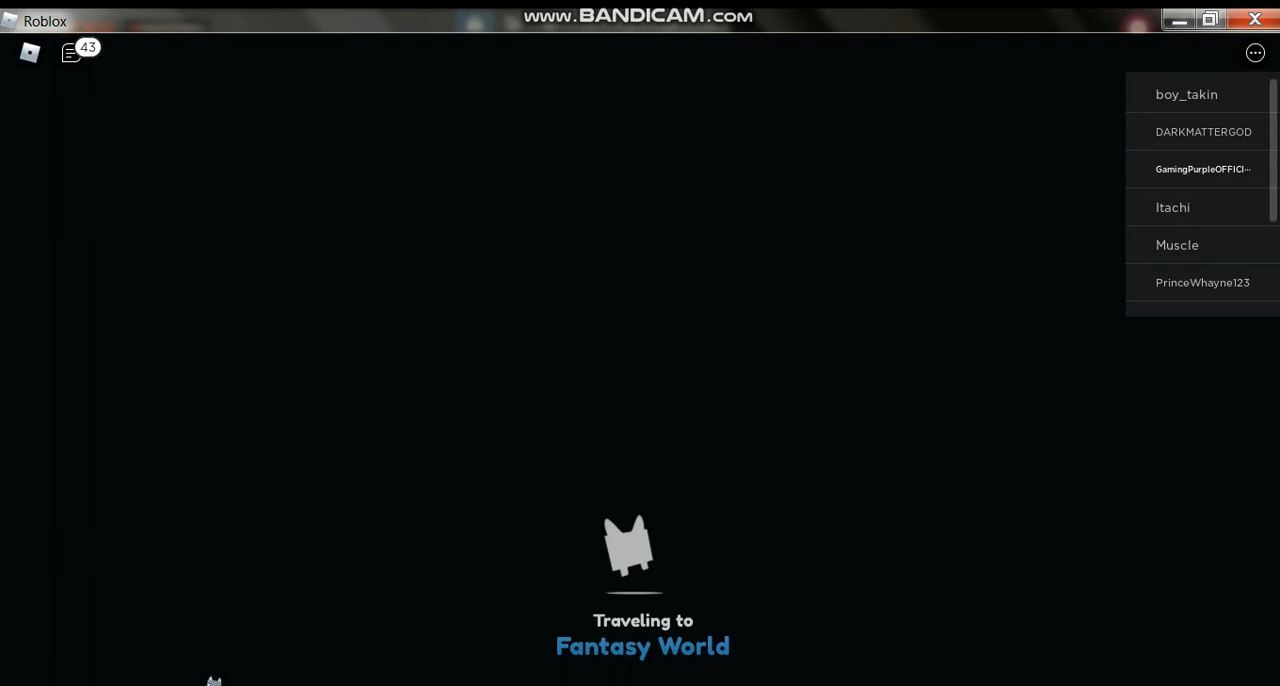 Roblox
www.BANDICAM.com
43
boy_takin
DARKMATTERGOD
GamingPurpleOFFICI...
Itachi
Muscle
PrinceWhayne123
Traveling to
Fantasy World